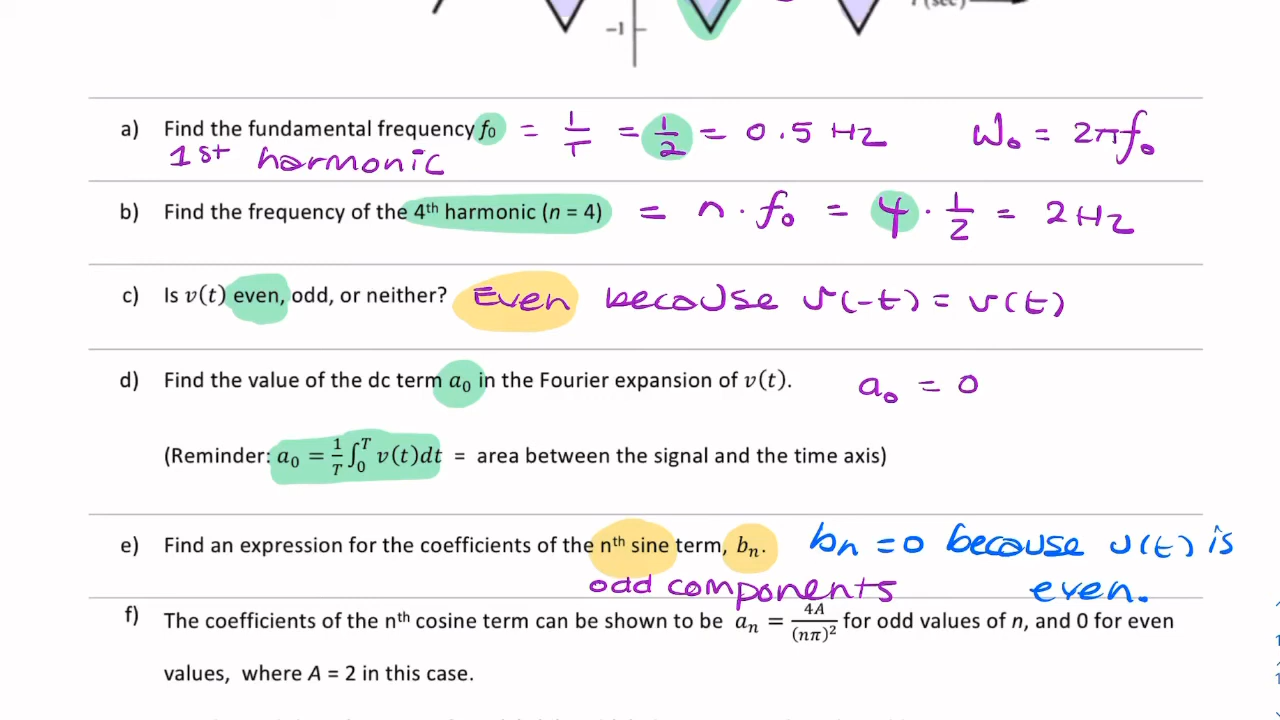 −1
t (sec)
a) Find the fundamental frequency f₀ = 1/T = 1/2 = 0.5 Hz ω₀ = 2πf₀
1st harmonic
b) Find the frequency of the 4ᵗʰ harmonic (n = 4) = n · f₀ = 4 · 1/2 = 2 Hz
c) Is v(t) even, odd, or neither? Even because v(-t) = v(t)
d) Find the value of the dc term a₀ in the Fourier expansion of v(t). a₀ = 0
(Reminder: a₀ = 1/T ∫₀ᵀ v(t)dt = area between the signal and the time axis)
e) Find an expression for the coefficients of the nᵗʰ sine term, bₙ. bₙ = 0 because v(t) is
odd components even.
f) The coefficients of the nᵗʰ cosine term can be shown to be aₙ = 4A/(nπ)² for odd values of n, and 0 for even
values, where A = 2 in this case.